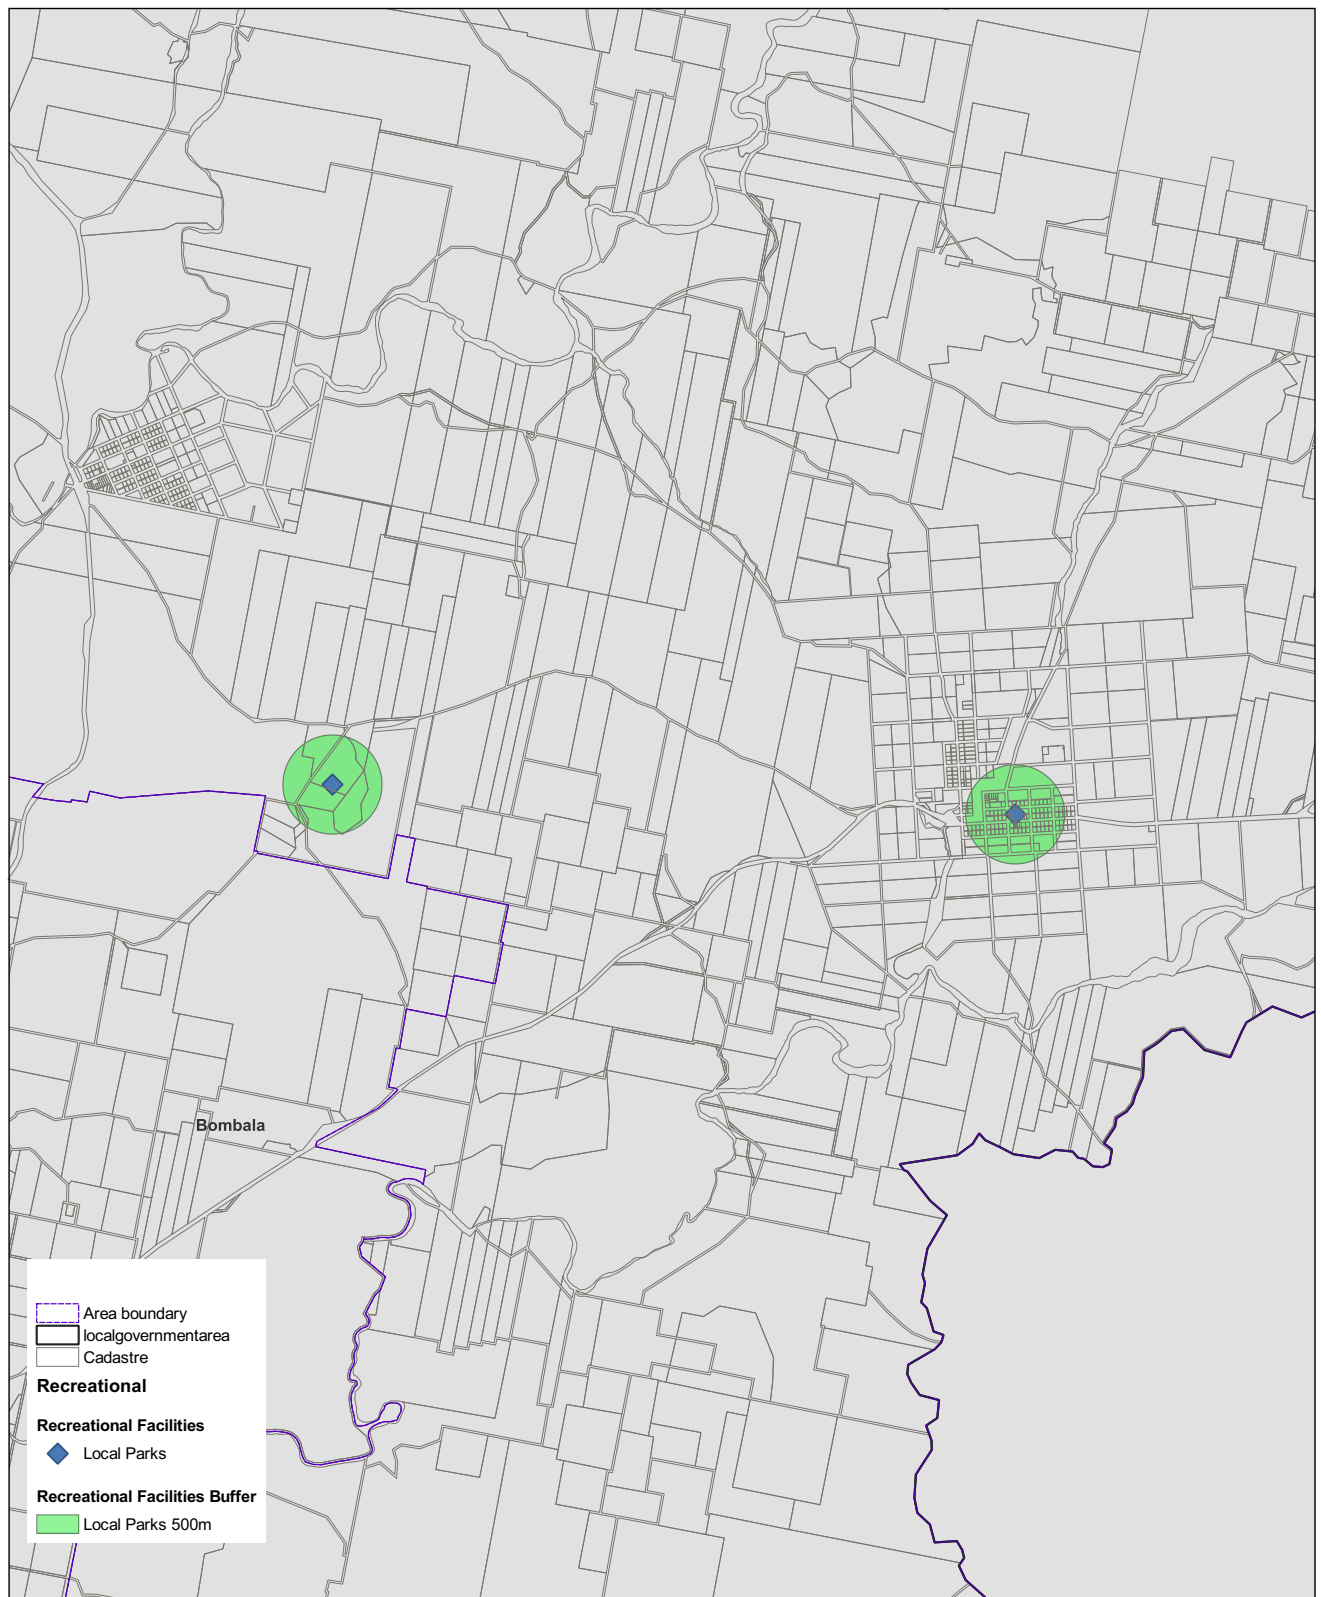 Bombala
Area boundary
localgovernmentarea
Cadastre
Recreational
Recreational Facilities
Local Parks
Recreational Facilities Buffer
Local Parks 500m